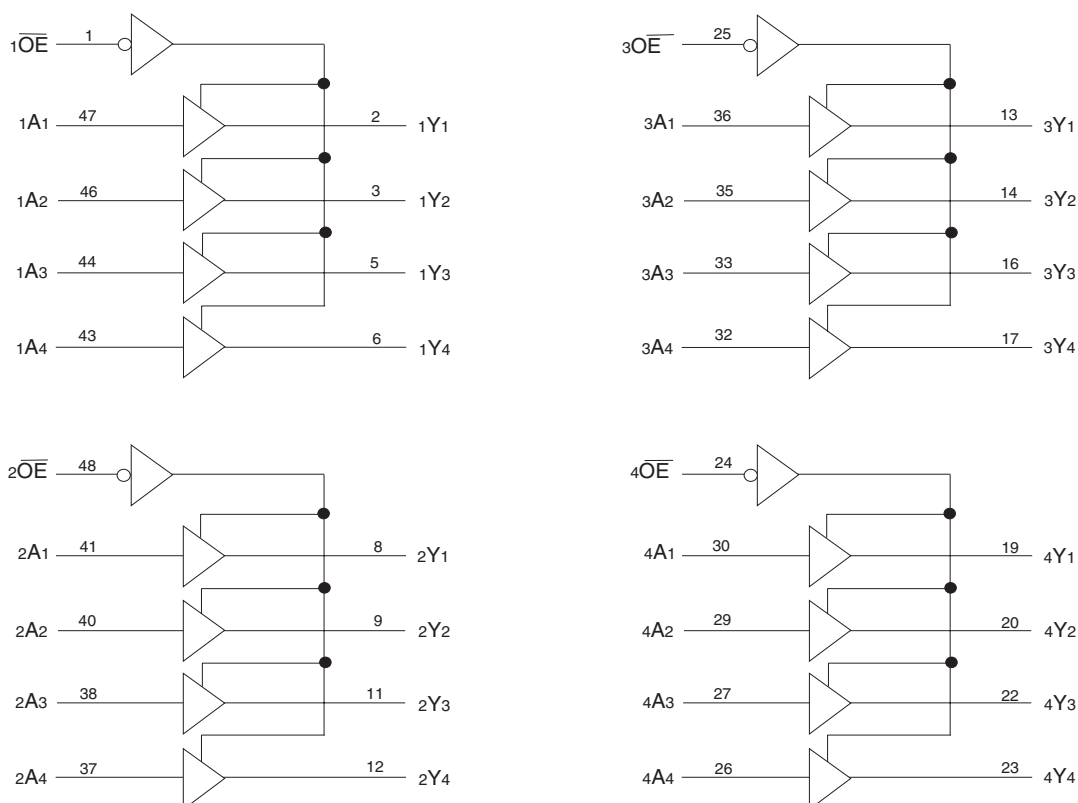 1OE 1
1A1 47 2 1Y1
1A2 46 3 1Y2
1A3 44 5 1Y3
1A4 43 6 1Y4
3OE 25
3A1 36 13 3Y1
3A2 35 14 3Y2
3A3 33 16 3Y3
3A4 32 17 3Y4
2OE 48
2A1 41 8 2Y1
2A2 40 9 2Y2
2A3 38 11 2Y3
2A4 37 12 2Y4
4OE 24
4A1 30 19 4Y1
4A2 29 20 4Y2
4A3 27 22 4Y3
4A4 26 23 4Y4